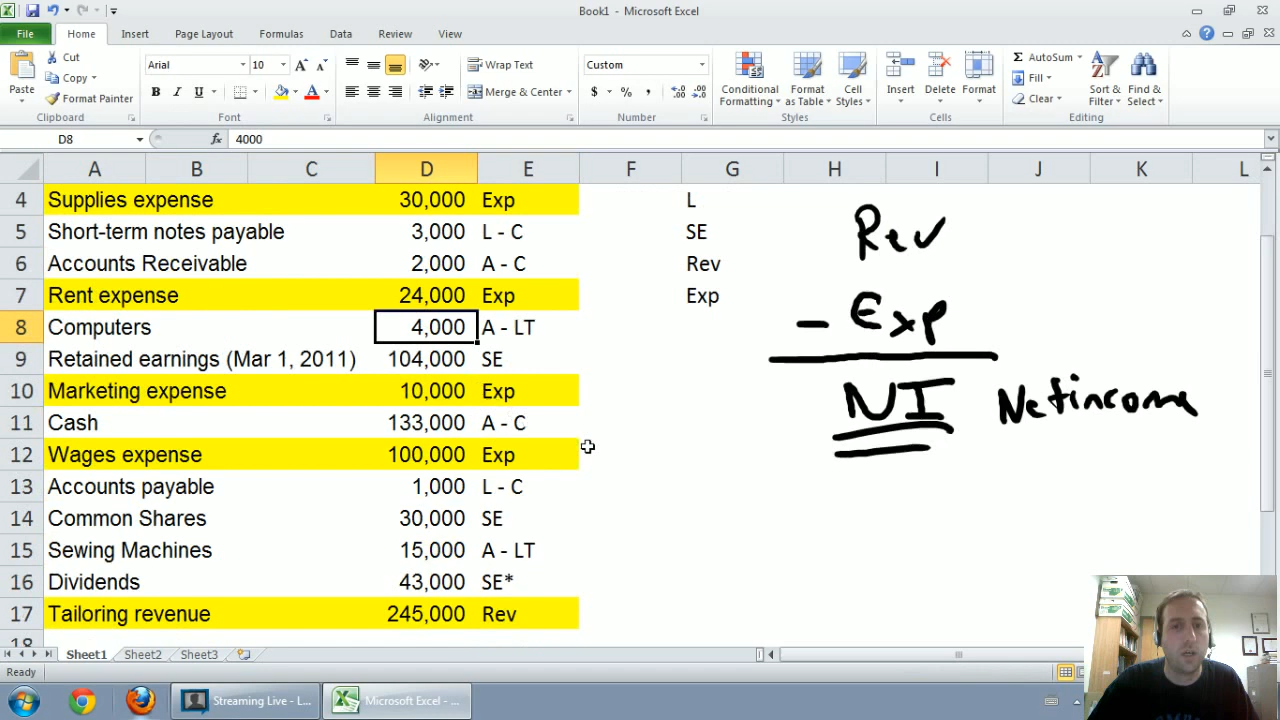 Book1 - Microsoft Excel
File Home Insert Page Layout Formulas Data Review View
Cut
Copy
Format Painter
Paste
Clipboard
Arial 10
B I U
Font
Wrap Text
Merge & Center
Alignment
Custom
$ % ,
Number
Conditional Formatting
Format as Table
Cell Styles
Styles
Insert Delete Format
Cells
AutoSum
Fill
Clear
Sort & Filter
Find & Select
Editing
D8 fx 4000
A B C D E F G H I J K L
4 Supplies expense 30,000 Exp L
5 Short-term notes payable 3,000 L - C SE
6 Accounts Receivable 2,000 A - C Rev
7 Rent expense 24,000 Exp Exp
8 Computers 4,000 A - LT
9 Retained earnings (Mar 1, 2011) 104,000 SE
10 Marketing expense 10,000 Exp
11 Cash 133,000 A - C
12 Wages expense 100,000 Exp
13 Accounts payable 1,000 L - C
14 Common Shares 30,000 SE
15 Sewing Machines 15,000 A - LT
16 Dividends 43,000 SE*
17 Tailoring revenue 245,000 Rev
18
Rev
- Exp
NI Net income
Sheet1 Sheet2 Sheet3
Ready
Streaming Live - L...
Microsoft Excel - ...